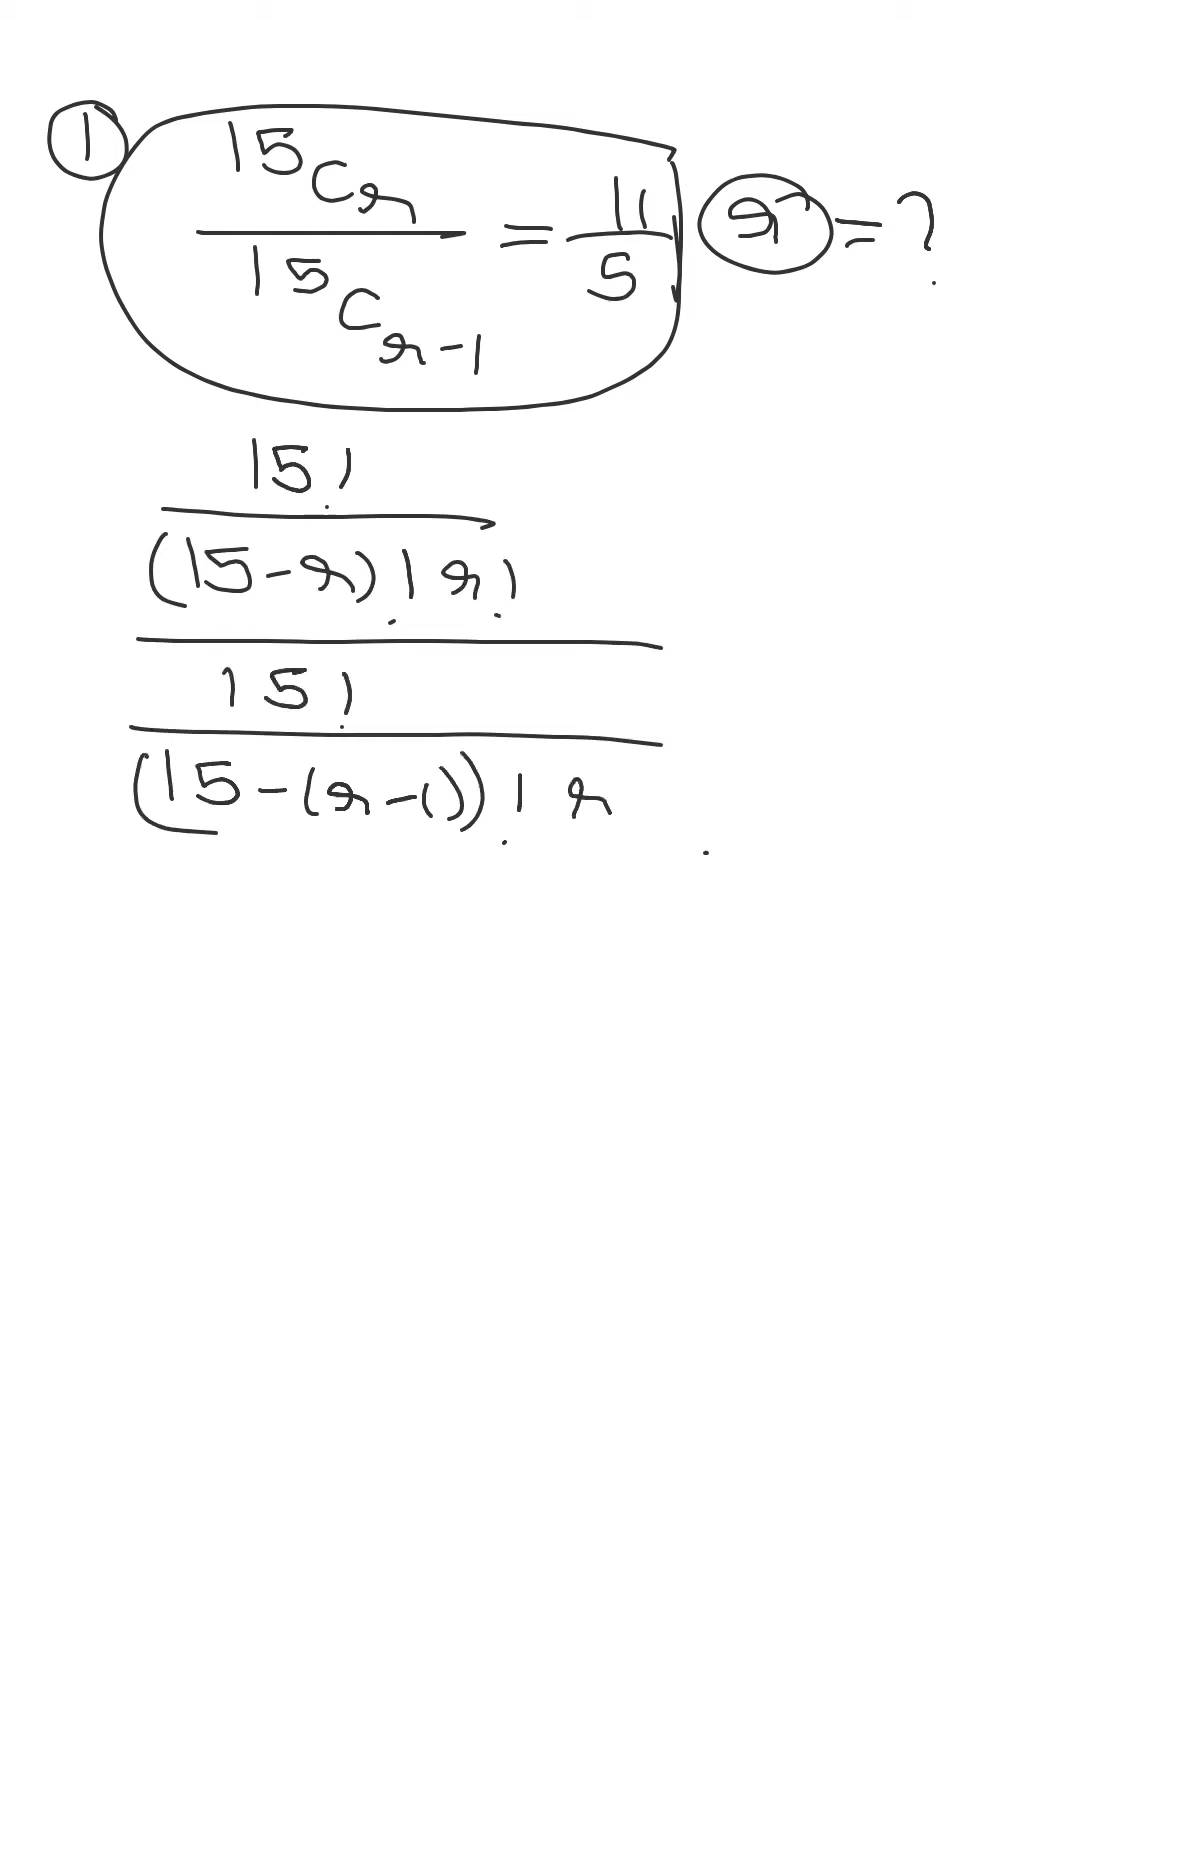 ① 15Cr / 15Cr-1 = 11/5 r = ?
15!
(15-r)! r!
15!
(15-(r-1))! r